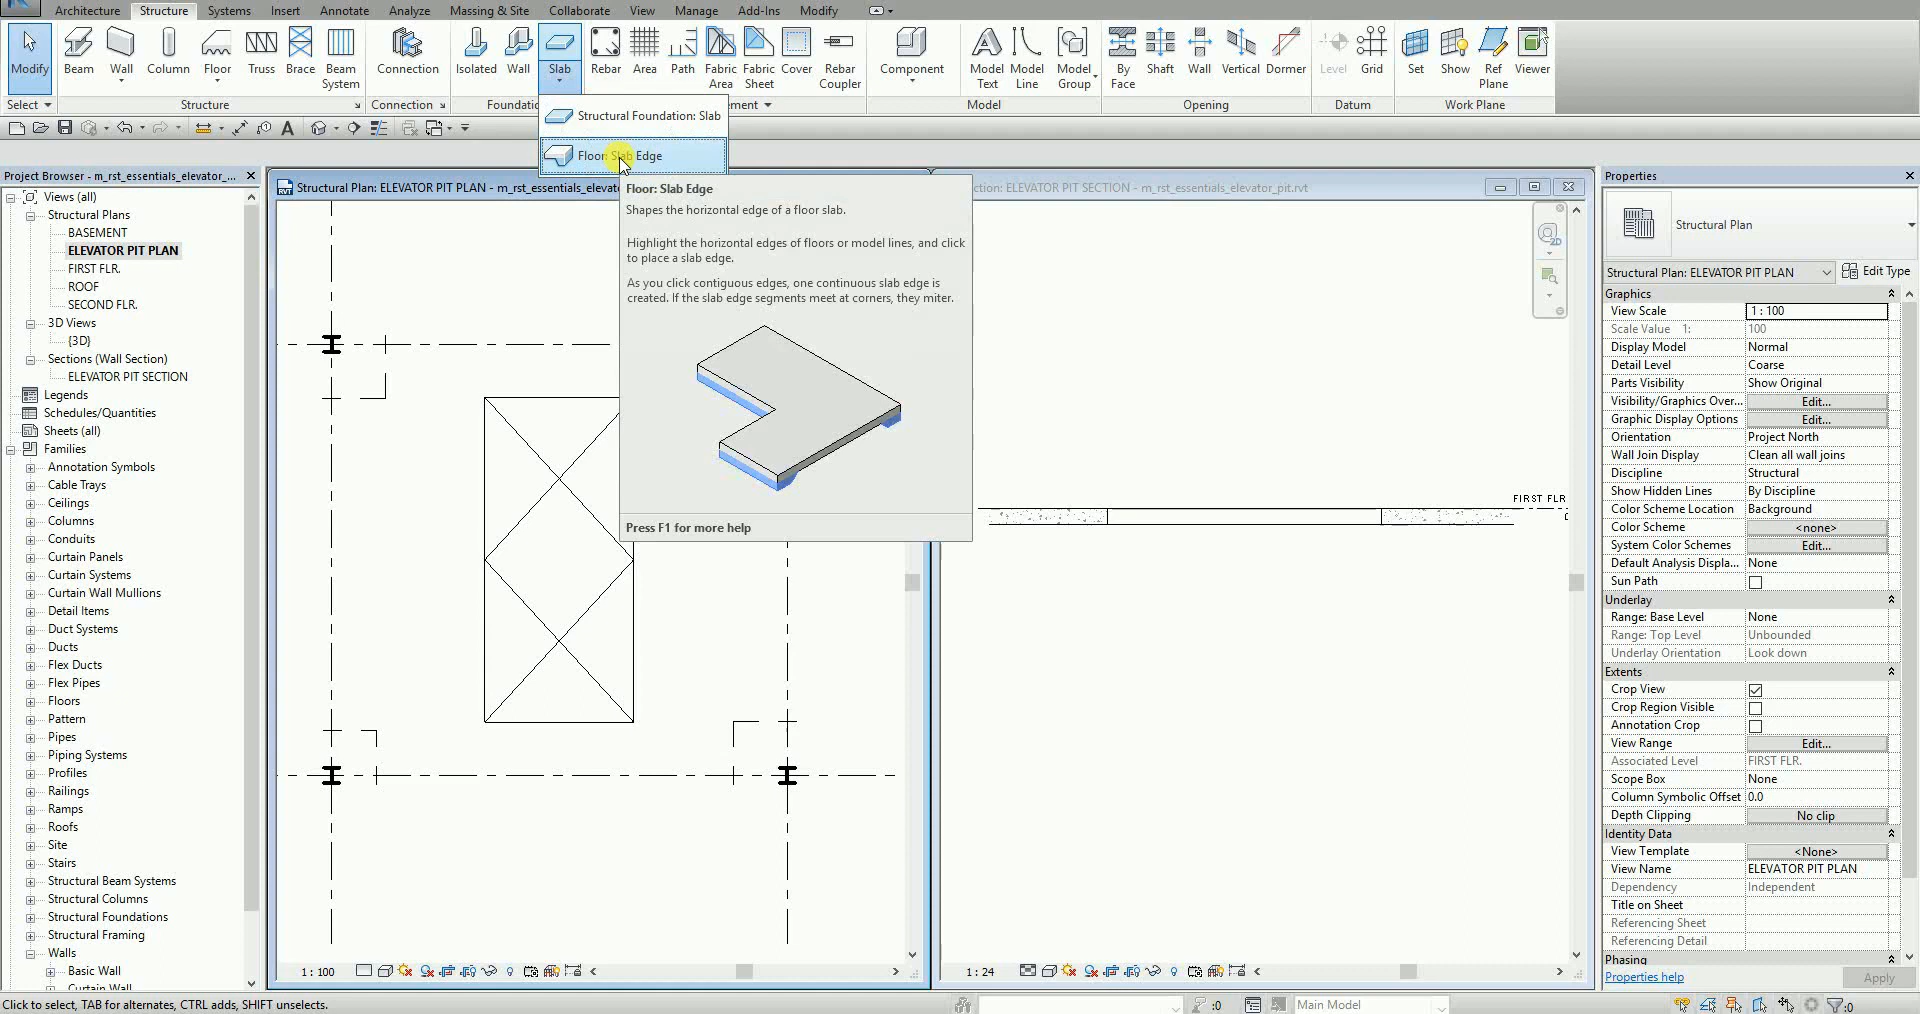 Architecture Structure Systems Insert Annotate Analyze Massing & Site Collaborate View Manage Add-Ins Modify
Modify Beam Wall Column Floor Truss Brace Beam System Connection Isolated Wall Slab Rebar Area Path Fabric Area Fabric Sheet Cover Rebar Coupler Component Model Text Model Line Model Group By Face Shaft Wall Vertical Dormer Level Grid Set Show Ref Plane Viewer
Select Structure Connection Foundatio ement Model Opening Datum Work Plane
Structural Foundation: Slab
Floor: Slab Edge
Project Browser - m_rst_essentials_elevator_...
Views (all)
Structural Plans
BASEMENT
ELEVATOR PIT PLAN
FIRST FLR.
ROOF
SECOND FLR.
3D Views
{3D}
Sections (Wall Section)
ELEVATOR PIT SECTION
Legends
Schedules/Quantities
Sheets (all)
Families
Annotation Symbols
Cable Trays
Ceilings
Columns
Conduits
Curtain Panels
Curtain Systems
Curtain Wall Mullions
Detail Items
Duct Systems
Ducts
Flex Ducts
Flex Pipes
Floors
Pattern
Pipes
Piping Systems
Profiles
Railings
Ramps
Roofs
Site
Stairs
Structural Beam Systems
Structural Columns
Structural Foundations
Structural Framing
Walls
Basic Wall
Curtain Wall
Structural Plan: ELEVATOR PIT PLAN - m_rst_essentials_elevato
ction: ELEVATOR PIT SECTION - m_rst_essentials_elevator_pit.rvt
Floor: Slab Edge
Shapes the horizontal edge of a floor slab.
Highlight the horizontal edges of floors or model lines, and click
to place a slab edge.
As you click contiguous edges, one continuous slab edge is
created. If the slab edge segments meet at corners, they miter.
Press F1 for more help
2D
FIRST FLR
1 : 100
1 : 24
Properties
Structural Plan
Structural Plan: ELEVATOR PIT PLAN Edit Type
Graphics
View Scale 1 : 100
Scale Value 1: 100
Display Model Normal
Detail Level Coarse
Parts Visibility Show Original
Visibility/Graphics Over... Edit...
Graphic Display Options Edit...
Orientation Project North
Wall Join Display Clean all wall joins
Discipline Structural
Show Hidden Lines By Discipline
Color Scheme Location Background
Color Scheme <none>
System Color Schemes Edit...
Default Analysis Displa... None
Sun Path
Underlay
Range: Base Level None
Range: Top Level Unbounded
Underlay Orientation Look down
Extents
Crop View
Crop Region Visible
Annotation Crop
View Range Edit...
Associated Level FIRST FLR.
Scope Box None
Column Symbolic Offset 0.0
Depth Clipping No clip
Identity Data
View Template <None>
View Name ELEVATOR PIT PLAN
Dependency Independent
Title on Sheet
Referencing Sheet
Referencing Detail
Phasing
Properties help Apply
Click to select, TAB for alternates, CTRL adds, SHIFT unselects.
:0 Main Model :0